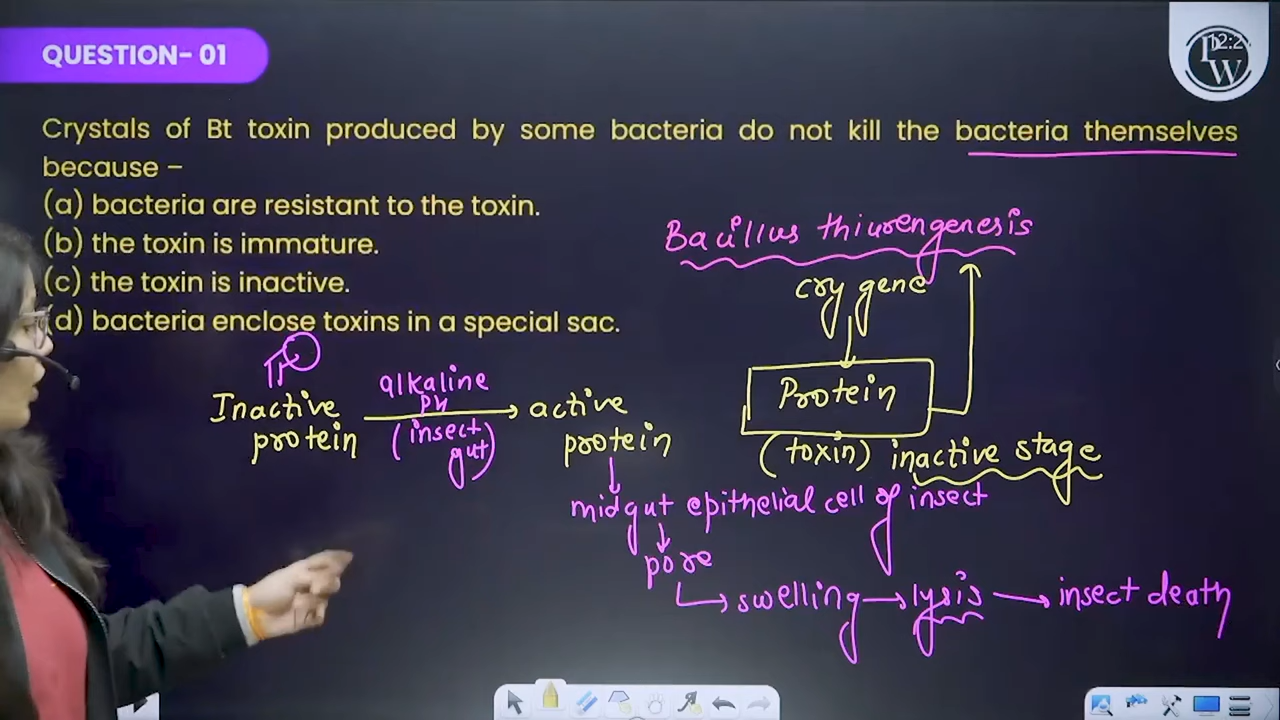 QUESTION- 01
Crystals of Bt toxin produced by some bacteria do not kill the bacteria themselves
because –
(a) bacteria are resistant to the toxin.
(b) the toxin is immature.
(c) the toxin is inactive.
(d) bacteria enclose toxins in a special sac.
Bacillus thiurengenesis
cry gene
Protein
(toxin) inactive stage
Inactive
protein
alkaline
pH
(insect
gut)
active
protein
midgut epithelial cell of insect
pore
swelling
lysis
insect death
PW